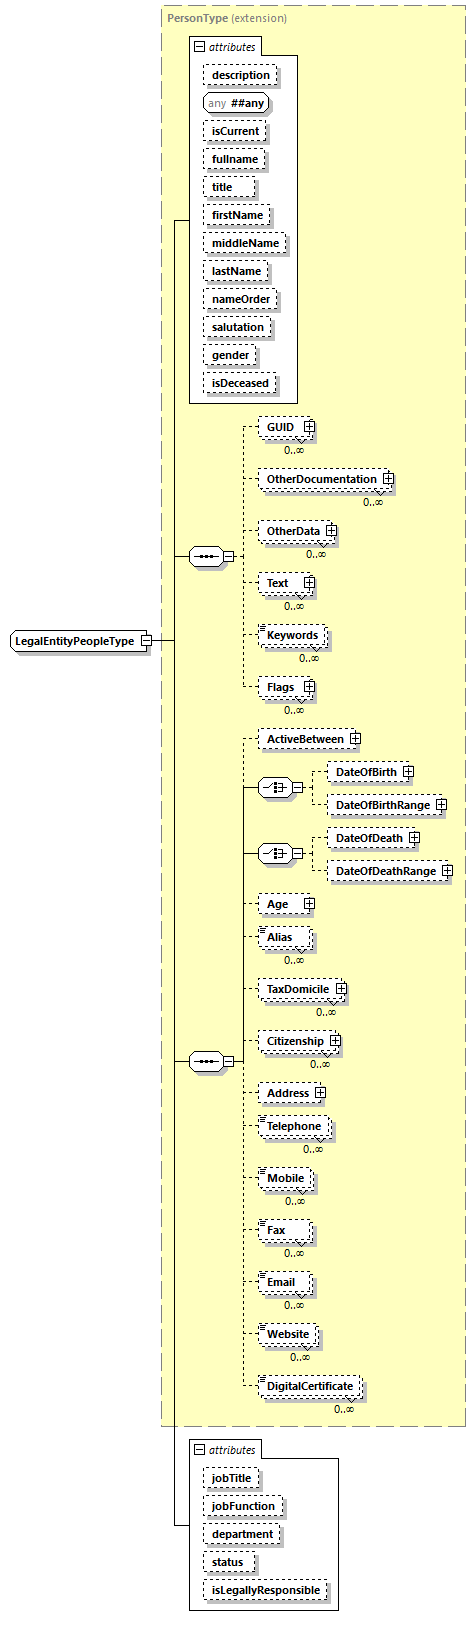 PersonType (extension)
attributes
description
any ##any
isCurrent
fullname
title
firstName
middleName
lastName
nameOrder
salutation
gender
isDeceased
GUID
0..∞
OtherDocumentation
0..∞
OtherData
0..∞
Text
0..∞
Keywords
0..∞
Flags
0..∞
LegalEntityPeopleType
ActiveBetween
DateOfBirth
DateOfBirthRange
DateOfDeath
DateOfDeathRange
Age
Alias
0..∞
TaxDomicile
0..∞
Citizenship
0..∞
Address
Telephone
0..∞
Mobile
0..∞
Fax
0..∞
Email
0..∞
Website
0..∞
DigitalCertificate
0..∞
attributes
jobTitle
jobFunction
department
status
isLegallyResponsible